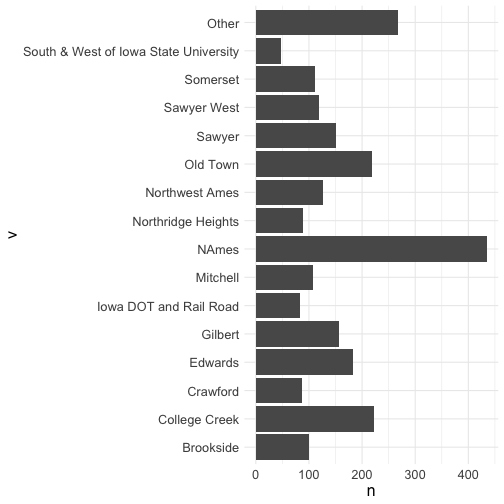 Other
South & West of Iowa State University
Somerset
Sawyer West
Sawyer
Old Town
Northwest Ames
Northridge Heights
NAmes
Mitchell
Iowa DOT and Rail Road
Gilbert
Edwards
Crawford
College Creek
Brookside
v
0 100 200 300 400
n